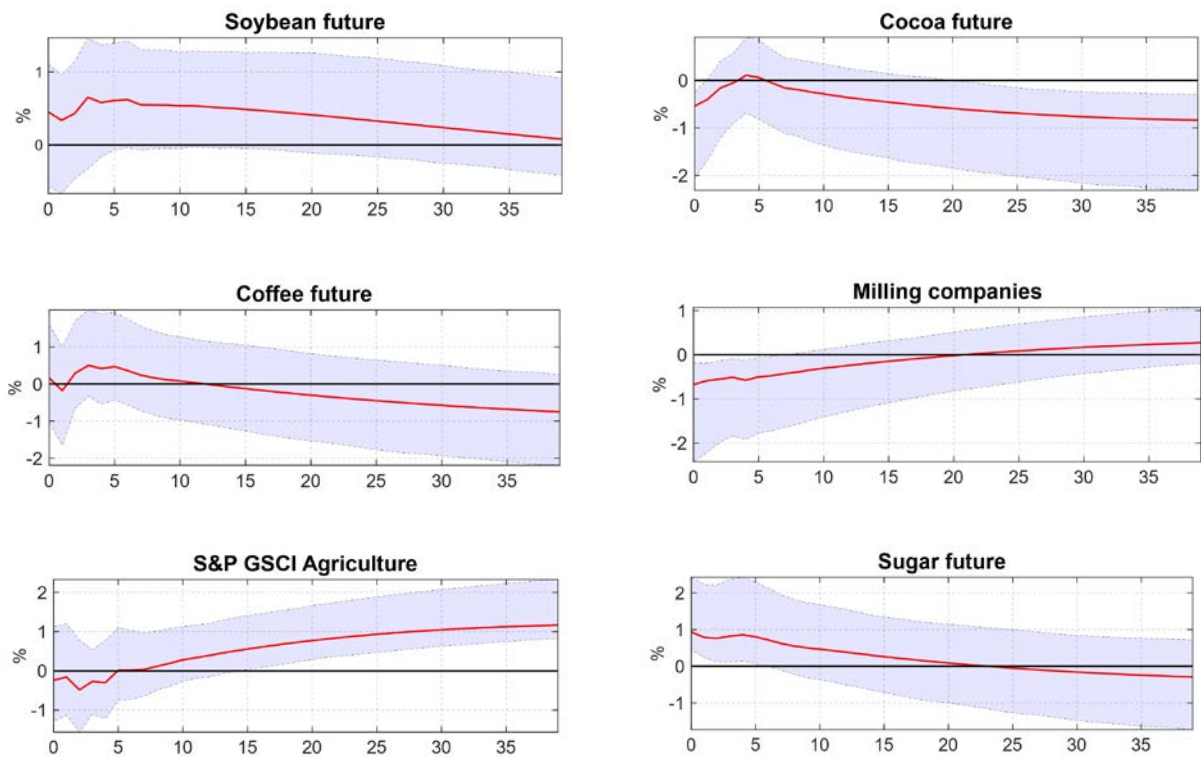 Soybean future
%
1
0
0 5 10 15 20 25 30 35
Cocoa future
%
0
-1
-2
0 5 10 15 20 25 30 35
Coffee future
%
1
0
-1
-2
0 5 10 15 20 25 30 35
Milling companies
%
1
0
-1
-2
0 5 10 15 20 25 30 35
S&P GSCI Agriculture
2
1
0
-1
0 5 10 15 20 25 30 35
Sugar future
%
2
1
0
-1
0 5 10 15 20 25 30 35